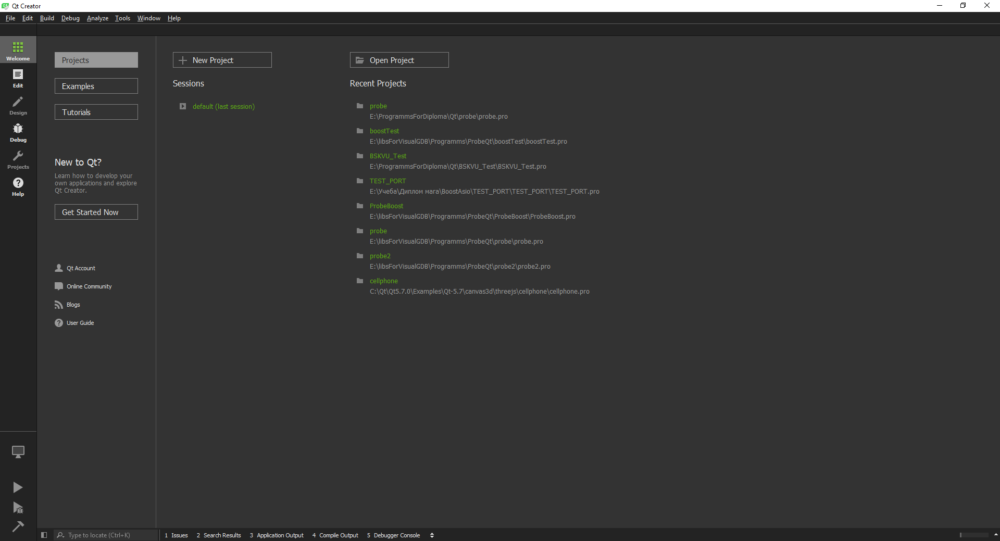 Qt Creator
File Edit Build Debug Analyze Tools Window Help
Welcome
Edit
Design
Debug
Projects
Help
Projects
Examples
Tutorials
New to Qt?
Learn how to develop your
own applications and explore
Qt Creator.
Get Started Now
Qt Account
Online Community
Blogs
User Guide
New Project
Sessions
default (last session)
Open Project
Recent Projects
probe
E:\ProgrammsForDiploma\Qt\probe\probe.pro
boostTest
E:\libsForVisualGDB\Programms\ProbeQt\boostTest\boostTest.pro
BSKVU_Test
E:\ProgrammsForDiploma\Qt\BSKVU_Test\BSKVU_Test.pro
TEST_PORT
E:\Учеба\Диплом мага\BoostAsio\TEST_PORT\TEST_PORT\TEST_PORT.pro
ProbeBoost
E:\libsForVisualGDB\Programms\ProbeQt\ProbeBoost\ProbeBoost.pro
probe
E:\libsForVisualGDB\Programms\ProbeQt\probe\probe.pro
probe2
E:\libsForVisualGDB\Programms\ProbeQt\probe2\probe2.pro
cellphone
C:\Qt\Qt5.7.0\Examples\Qt-5.7\canvas3d\threejs\cellphone\cellphone.pro
Type to locate (Ctrl+K) 1 Issues 2 Search Results 3 Application Output 4 Compile Output 5 Debugger Console